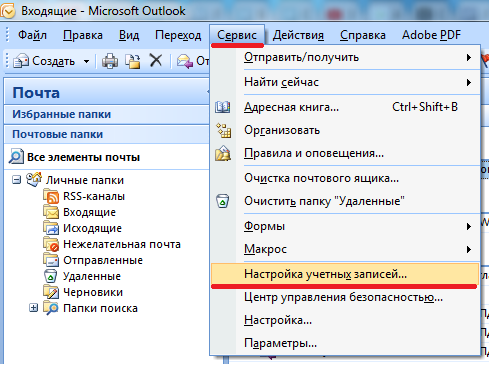 Входящие - Microsoft Outlook
Файл Правка Вид Переход Сервис Действия Справка Adobe PDF
Создать
Почта
Избранные папки
Почтовые папки
Все элементы почты
Личные папки
RSS-каналы
Входящие
Исходящие
Нежелательная почта
Отправленные
Удаленные
Черновики
Папки поиска
Отправить/получить
Найти сейчас
Адресная книга... Ctrl+Shift+B
Организовать
Правила и оповещения...
Очистка почтового ящика...
Очистить папку "Удаленные"
Формы
Макрос
Настройка учетных записей...
Центр управления безопасностью...
Настройка...
Параметры...